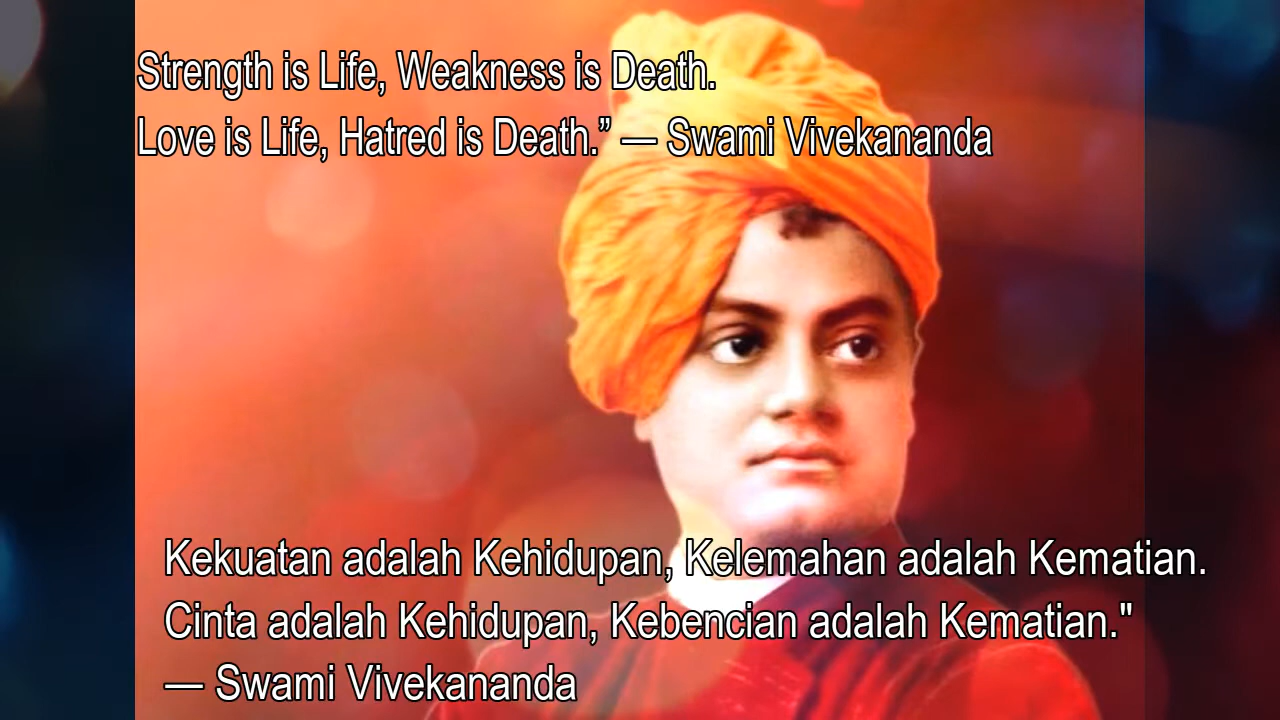 Strength is Life, Weakness is Death.
Love is Life, Hatred is Death.” — Swami Vivekananda
Kekuatan adalah Kehidupan, Kelemahan adalah Kematian.
Cinta adalah Kehidupan, Kebencian adalah Kematian."
— Swami Vivekananda